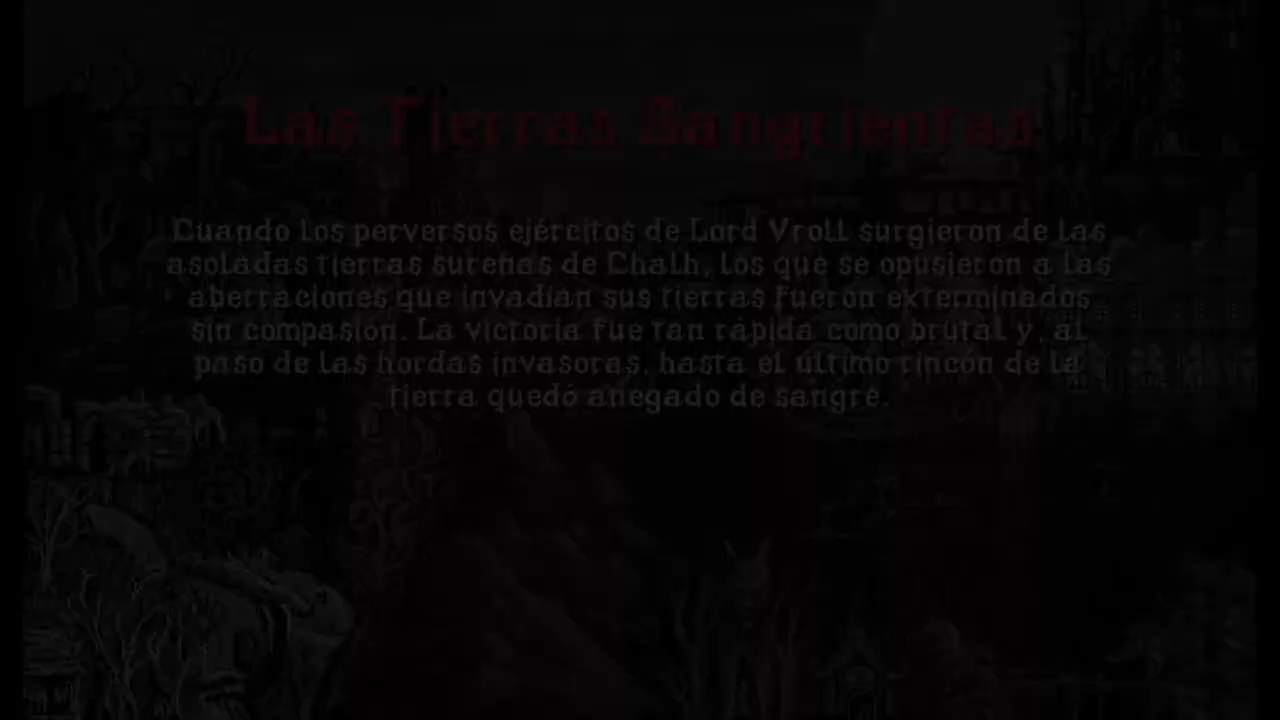 Las Tierras Sangrientas
Cuando los perversos ejércitos de Lord Vroll surgieron de las
asoladas tierras sureñas de Chalh, los que se opusieron a las
aberraciones que invadían sus tierras fueron exterminados
sin compasión. La victoria fue tan rápida como brutal y, al
paso de las hordas invasoras, hasta el último rincón de la
tierra quedó anegado de sangre.